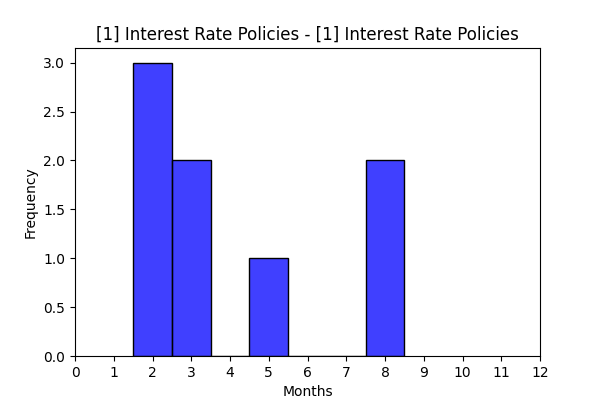 [1] Interest Rate Policies - [1] Interest Rate Policies
3.0
2.5
2.0
1.5
1.0
0.5
0.0
Frequency
0 1 2 3 4 5 6 7 8 9 10 11 12
Months